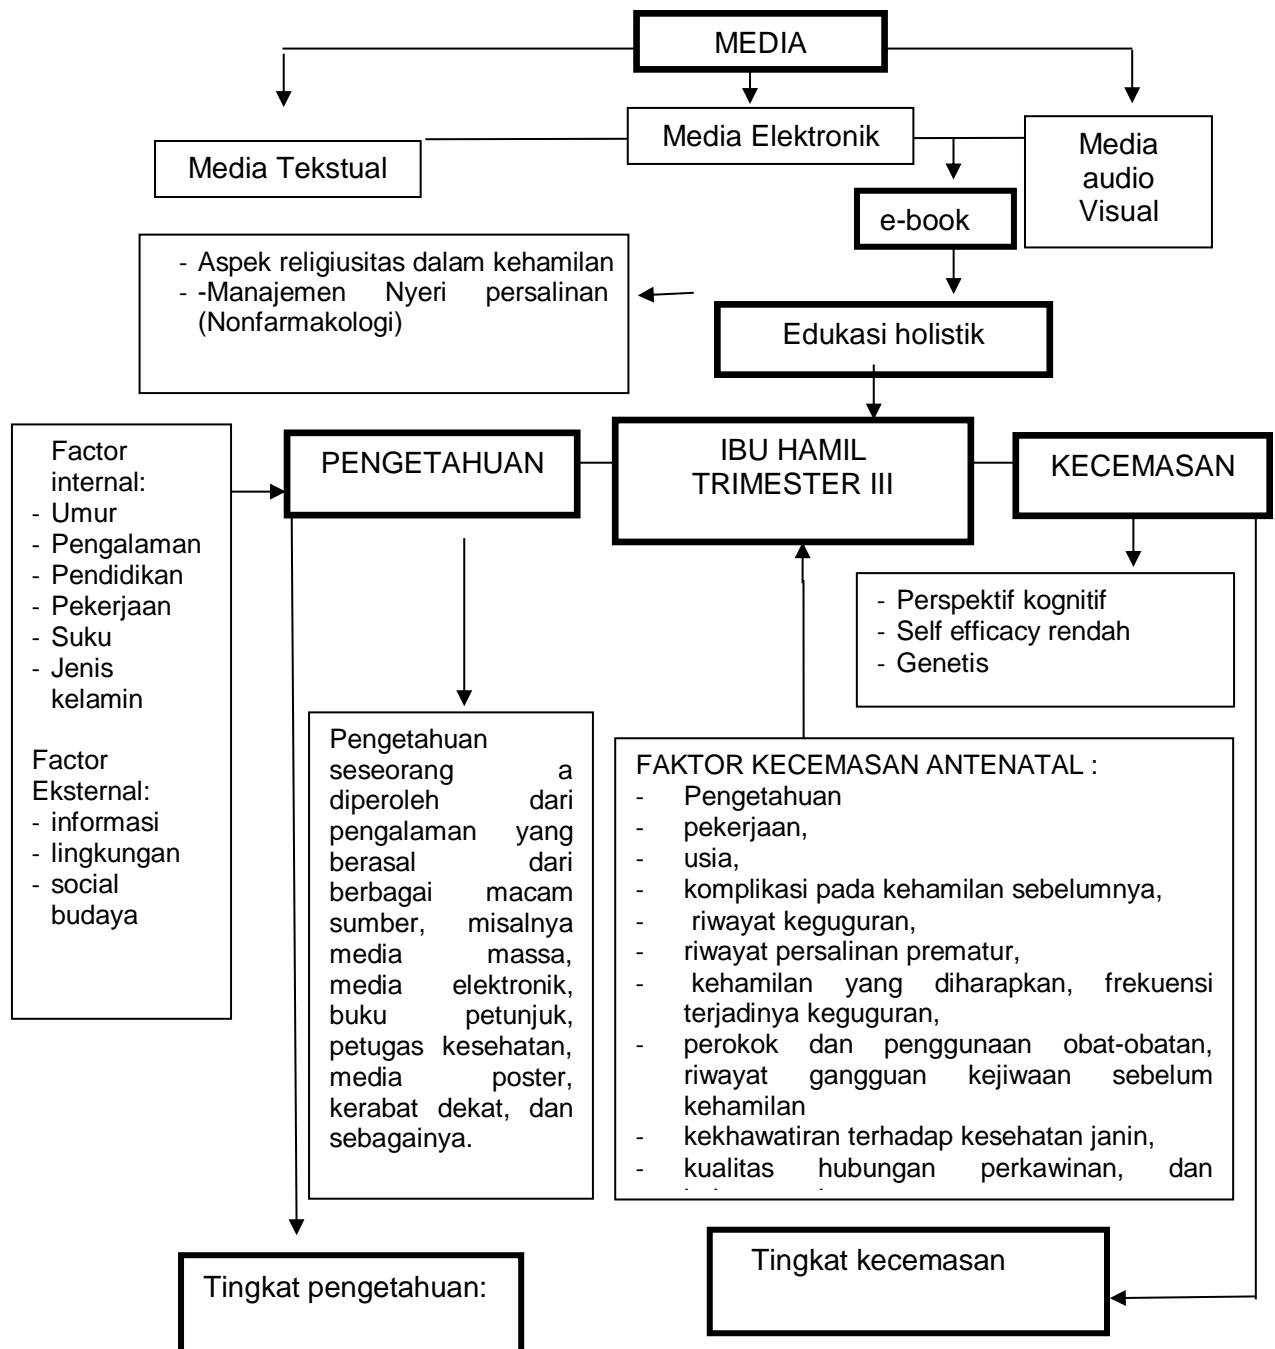 MEDIA
Media Tekstual
Media Elektronik
Media
audio
Visual
e-book
- Aspek religiusitas dalam kehamilan
- -Manajemen Nyeri persalinan
(Nonfarmakologi)
Edukasi holistik
Factor
internal:
- Umur
- Pengalaman
- Pendidikan
- Pekerjaan
- Suku
- Jenis
kelamin
Factor
Eksternal:
- informasi
- lingkungan
- social
budaya
PENGETAHUAN
IBU HAMIL
TRIMESTER III
KECEMASAN
- Perspektif kognitif
- Self efficacy rendah
- Genetis
Pengetahuan
seseorang a
diperoleh dari
pengalaman yang
berasal dari
berbagai macam
sumber, misalnya
media massa,
media elektronik,
buku petunjuk,
petugas kesehatan,
media poster,
kerabat dekat, dan
sebagainya.
FAKTOR KECEMASAN ANTENATAL :
- Pengetahuan
- pekerjaan,
- usia,
- komplikasi pada kehamilan sebelumnya,
- riwayat keguguran,
- riwayat persalinan prematur,
- kehamilan yang diharapkan, frekuensi
terjadinya keguguran,
- perokok dan penggunaan obat-obatan,
riwayat gangguan kejiwaan sebelum
kehamilan
- kekhawatiran terhadap kesehatan janin,
- kualitas hubungan perkawinan, dan
Tingkat pengetahuan:
Tingkat kecemasan